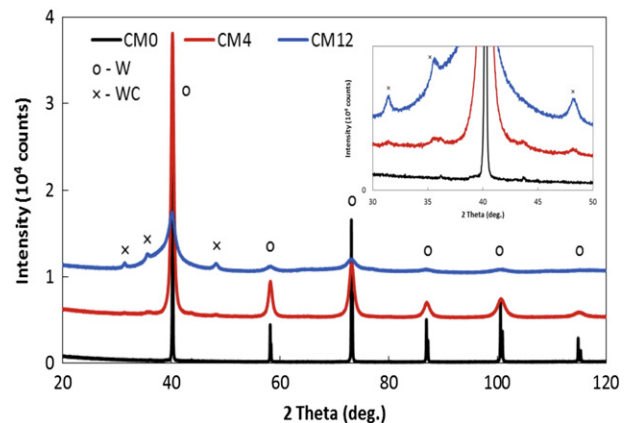 CM0 CM4 CM12
o - W
× - WC
Intensity (10⁴ counts)
4
3
2
1
0
20 40 60 80 100 120
2 Theta (deg.)
o
× × × o o o o o
Intensity (10⁴ counts)
× × ×
30 35 40 45 50
2 Theta (deg.)